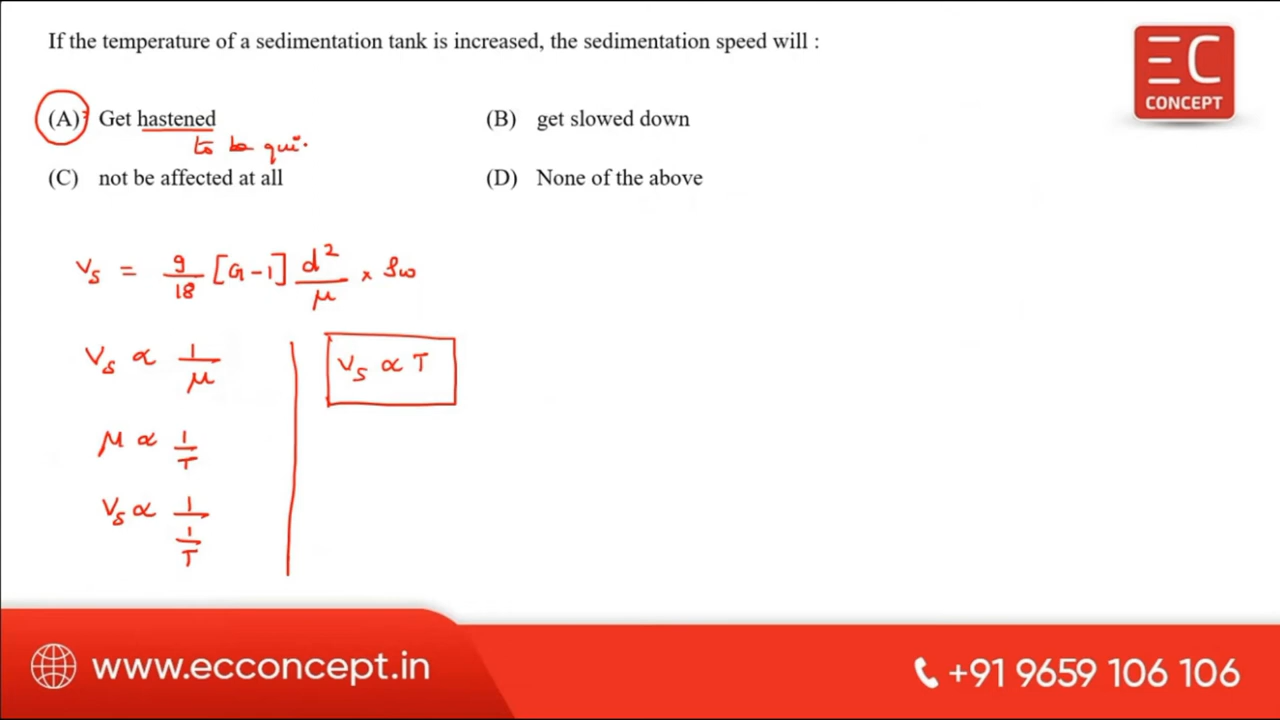 If the temperature of a sedimentation tank is increased, the sedimentation speed will :
EC
CONCEPT
(A) Get hastened
(B) get slowed down
to be qui.
(C) not be affected at all
(D) None of the above
Vs = g/18 [G-1] d²/μ × ρw
Vs ∝ 1/μ
Vs ∝ T
μ ∝ 1/T
Vs ∝ 1/(1/T)
www.ecconcept.in
+91 9659 106 106